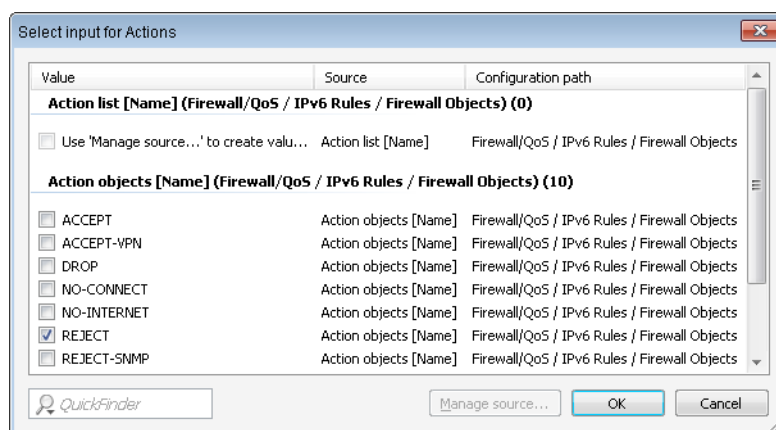 Select input for Actions
Value Source Configuration path
Action list [Name] (Firewall/QoS / IPv6 Rules / Firewall Objects) (0)
Use 'Manage source...' to create valu... Action list [Name] Firewall/QoS / IPv6 Rules / Firewall Objects
Action objects [Name] (Firewall/QoS / IPv6 Rules / Firewall Objects) (10)
ACCEPT Action objects [Name] Firewall/QoS / IPv6 Rules / Firewall Objects
ACCEPT-VPN Action objects [Name] Firewall/QoS / IPv6 Rules / Firewall Objects
DROP Action objects [Name] Firewall/QoS / IPv6 Rules / Firewall Objects
NO-CONNECT Action objects [Name] Firewall/QoS / IPv6 Rules / Firewall Objects
NO-INTERNET Action objects [Name] Firewall/QoS / IPv6 Rules / Firewall Objects
REJECT Action objects [Name] Firewall/QoS / IPv6 Rules / Firewall Objects
REJECT-SNMP Action objects [Name] Firewall/QoS / IPv6 Rules / Firewall Objects
QuickFinder Manage source... OK Cancel